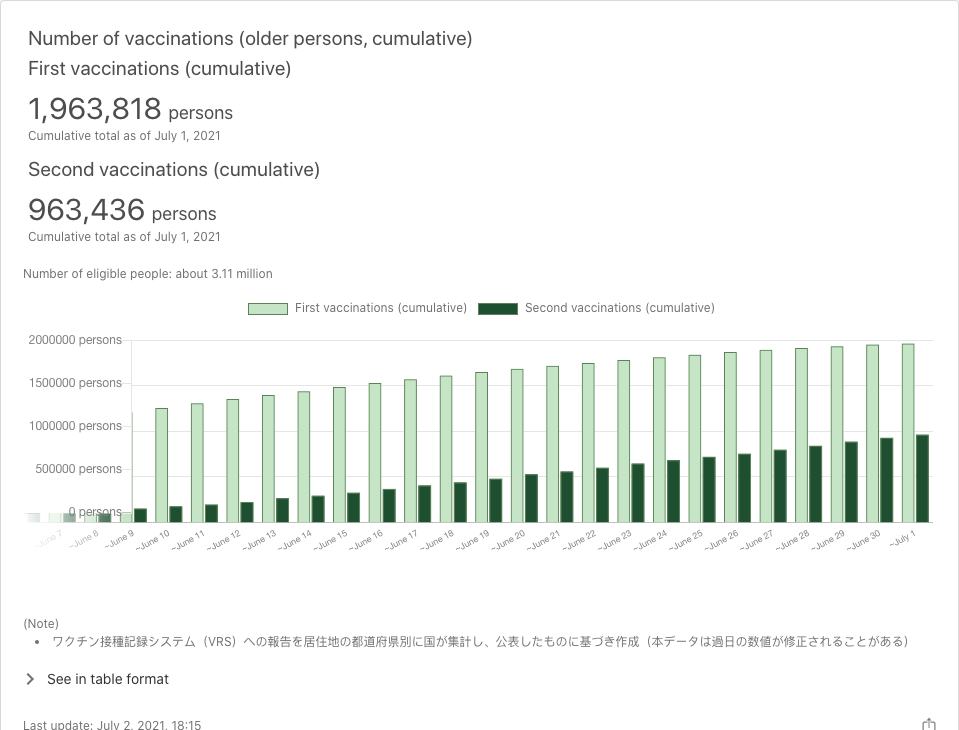 Number of vaccinations (older persons, cumulative)
First vaccinations (cumulative)
1,963,818 persons
Cumulative total as of July 1, 2021
Second vaccinations (cumulative)
963,436 persons
Cumulative total as of July 1, 2021
Number of eligible people: about 3.11 million
First vaccinations (cumulative) Second vaccinations (cumulative)
2000000 persons
1500000 persons
1000000 persons
500000 persons
0 persons
~June 7 ~June 8 ~June 9 ~June 10 ~June 11 ~June 12 ~June 13 ~June 14 ~June 15 ~June 16 ~June 17 ~June 18 ~June 19 ~June 20 ~June 21 ~June 22 ~June 23 ~June 24 ~June 25 ~June 26 ~June 27 ~June 28 ~June 29 ~June 30 ~July 1
(Note)
• ワクチン接種記録システム（VRS）への報告を居住地の都道府県別に国が集計し、公表したものに基づき作成（本データは過日の数値が修正されることがある）
See in table format
Last update: July 2, 2021, 18:15